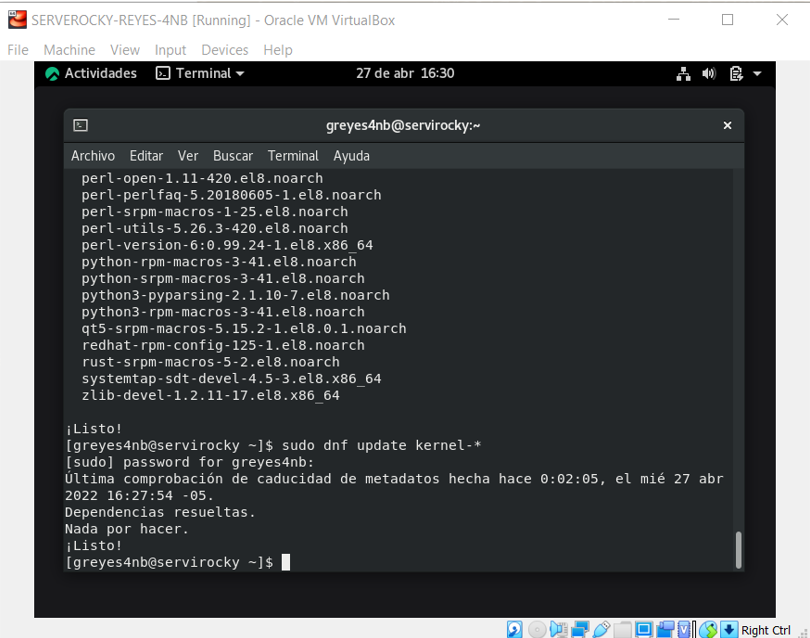 SERVEROCKY-REYES-4NB [Running] - Oracle VM VirtualBox
File Machine View Input Devices Help
Actividades Terminal 27 de abr 16:30
greyes4nb@servirocky:~
Archivo Editar Ver Buscar Terminal Ayuda
perl-open-1.11-420.el8.noarch
perl-perlfaq-5.20180605-1.el8.noarch
perl-srpm-macros-1-25.el8.noarch
perl-utils-5.26.3-420.el8.noarch
perl-version-6:0.99.24-1.el8.x86_64
python-rpm-macros-3-41.el8.noarch
python-srpm-macros-3-41.el8.noarch
python3-pyparsing-2.1.10-7.el8.noarch
python3-rpm-macros-3-41.el8.noarch
qt5-srpm-macros-5.15.2-1.el8.0.1.noarch
redhat-rpm-config-125-1.el8.noarch
rust-srpm-macros-5-2.el8.noarch
systemtap-sdt-devel-4.5-3.el8.x86_64
zlib-devel-1.2.11-17.el8.x86_64
¡Listo!
[greyes4nb@servirocky ~]$ sudo dnf update kernel-*
[sudo] password for greyes4nb:
Última comprobación de caducidad de metadatos hecha hace 0:02:05, el mié 27 abr
2022 16:27:54 -05.
Dependencias resueltas.
Nada por hacer.
¡Listo!
[greyes4nb@servirocky ~]$
Right Ctrl